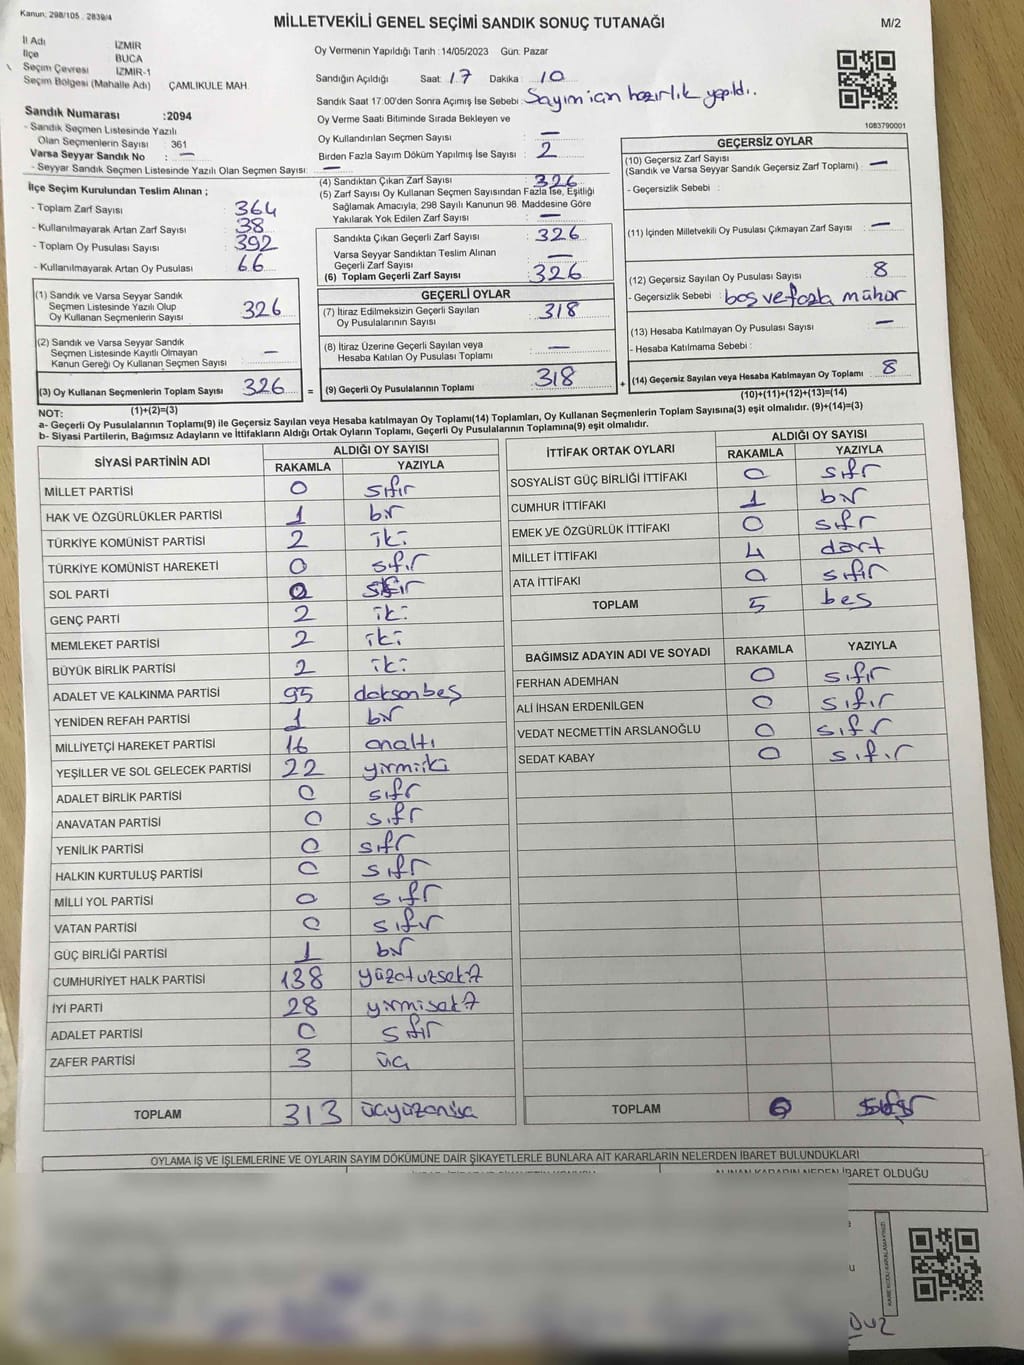 Kanun; 298/105 , 2839/4
MİLLETVEKİLİ GENEL SEÇİMİ SANDIK SONUÇ TUTANAĞI
M/2
İl Adı İZMİR
İlçe BUCA
Seçim Çevresi İZMİR-1
Seçim Bölgesi (Mahalle Adı) ÇAMLIKULE MAH.
Oy Vermenin Yapıldığı Tarih :14/05/2023 Gün: Pazar
Sandığın Açıldığı Saat: 17 Dakika : 10
Sandık Saat 17:00'den Sonra Açımış İse Sebebi : Sayım için hazırlık yapıldı.
Oy Verme Saati Bitiminde Sırada Bekleyen ve
Oy Kullandırılan Seçmen Sayısı : —
Birden Fazla Sayım Döküm Yapılmış İse Sayısı : 2
1083790001
Sandık Numarası :2094
- Sandık Seçmen Listesinde Yazılı
Olan Seçmenlerin Sayısı : 361
Varsa Seyyar Sandık No : —
- Seyyar Sandık Seçmen Listesinde Yazılı Olan Seçmen Sayısı : —
İlçe Seçim Kurulundan Teslim Alınan ;
- Toplam Zarf Sayısı : 364
- Kullanılmayarak Artan Zarf Sayısı : 38
- Toplam Oy Pusulası Sayısı : 392
- Kullanılmayarak Artan Oy Pusulası : 66
(1) Sandık ve Varsa Seyyar Sandık
Seçmen Listesinde Yazılı Olup
Oy Kullanan Seçmenlerin Sayısı : 326
(2) Sandık ve Varsa Seyyar Sandık
Seçmen Listesinde Kayıtlı Olmayan
Kanun Gereği Oy Kullanan Seçmen Sayısı : —
(3) Oy Kullanan Seçmenlerin Toplam Sayısı : 326 =
(1)+(2)=(3)
(4) Sandıktan Çıkan Zarf Sayısı : 326
(5) Zarf Sayısı Oy Kullanan Seçmen Sayısından Fazla İse, Eşitliği
Sağlamak Amacıyla, 298 Sayılı Kanunun 98. Maddesine Göre
Yakılarak Yok Edilen Zarf Sayısı : —
Sandıkta Çıkan Geçerli Zarf Sayısı : 326
Varsa Seyyar Sandıktan Teslim Alınan
Geçerli Zarf Sayısı : —
(6) Toplam Geçerli Zarf Sayısı : 326
GEÇERLİ OYLAR
(7) İtiraz Edilmeksizin Geçerli Sayılan
Oy Pusulalarının Sayısı : 318
(8) İtiraz Üzerine Geçerli Sayılan veya
Hesaba Katılan Oy Pusulası Toplamı : —
(9) Geçerli Oy Pusulalarının Toplamı : 318 +
GEÇERSİZ OYLAR
(10) Geçersiz Zarf Sayısı
(Sandık ve Varsa Seyyar Sandık Geçersiz Zarf Toplamı) : —
- Geçersizlik Sebebi :
(11) İçinden Milletvekili Oy Pusulası Çıkmayan Zarf Sayısı : —
(12) Geçersiz Sayılan Oy Pusulası Sayısı : 8
- Geçersizlik Sebebi : boş ve fazla mühür
(13) Hesaba Katılmayan Oy Pusulası Sayısı : —
- Hesaba Katılmama Sebebi :
(14) Geçersiz Sayılan veya Hesaba Katılmayan Oy Toplamı : 8
(10)+(11)+(12)+(13)=(14)
NOT:
a- Geçerli Oy Pusulalarının Toplamı(9) ile Geçersiz Sayılan veya Hesaba katılmayan Oy Toplamı(14) Toplamları, Oy Kullanan Seçmenlerin Toplam Sayısına(3) eşit olmalıdır. (9)+(14)=(3)
b- Siyasi Partilerin, Bağımsız Adayların ve İttifakların Aldığı Ortak Oyların Toplamı, Geçerli Oy Pusulalarının Toplamına(9) eşit olmalıdır.
SİYASİ PARTİNİN ADI ALDIĞI OY SAYISI
RAKAMLA YAZIYLA
MİLLET PARTİSİ 0 sıfır
HAK VE ÖZGÜRLÜKLER PARTİSİ 1 bir
TÜRKİYE KOMÜNİST PARTİSİ 2 iki
TÜRKİYE KOMÜNİST HAREKETİ 0 sıfır
SOL PARTİ 0 sıfır
GENÇ PARTİ 2 iki
MEMLEKET PARTİSİ 2 iki
BÜYÜK BİRLİK PARTİSİ 2 iki
ADALET VE KALKINMA PARTİSİ 95 doksanbeş
YENİDEN REFAH PARTİSİ 1 bir
MİLLİYETÇİ HAREKET PARTİSİ 16 onaltı
YEŞİLLER VE SOL GELECEK PARTİSİ 22 yirmiiki
ADALET BİRLİK PARTİSİ 0 sıfır
ANAVATAN PARTİSİ 0 sıfır
YENİLİK PARTİSİ 0 sıfır
HALKIN KURTULUŞ PARTİSİ 0 sıfır
MİLLİ YOL PARTİSİ 0 sıfır
VATAN PARTİSİ 0 sıfır
GÜÇ BİRLİĞİ PARTİSİ 1 bir
CUMHURİYET HALK PARTİSİ 138 yüzotuzsekiz
İYİ PARTİ 28 yirmisekiz
ADALET PARTİSİ 0 sıfır
ZAFER PARTİSİ 3 üç
TOPLAM 313 üçyüzonüç
İTTİFAK ORTAK OYLARI ALDIĞI OY SAYISI
RAKAMLA YAZIYLA
SOSYALİST GÜÇ BİRLİĞİ İTTİFAKI 0 sıfır
CUMHUR İTTİFAKI 1 bir
EMEK VE ÖZGÜRLÜK İTTİFAKI 0 sıfır
MİLLET İTTİFAKI 4 dört
ATA İTTİFAKI 0 sıfır
TOPLAM 5 beş
BAĞIMSIZ ADAYIN ADI VE SOYADI RAKAMLA YAZIYLA
FERHAN ADEMHAN 0 sıfır
ALİ İHSAN ERDENİLGEN 0 sıfır
VEDAT NECMETTİN ARSLANOĞLU 0 sıfır
SEDAT KABAY 0 sıfır
TOPLAM 0 sıfır
OYLAMA İŞ VE İŞLEMLERİNE VE OYLARIN SAYIM DÖKÜMÜNE DAİR ŞİKAYETLERLE BUNLARA AİT KARARLARIN NELERDEN İBARET BULUNDUKLARI
ALINAN KARARIN NEDEN İBARET OLDUĞU